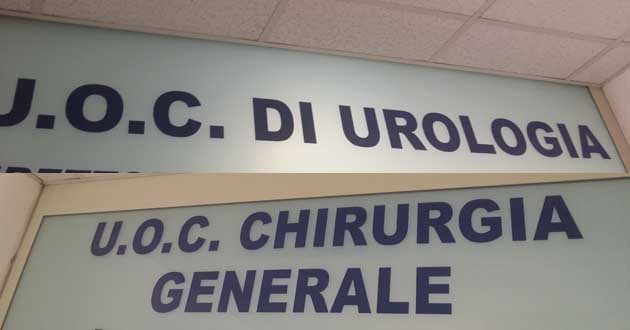 U.O.C. DI UROLOGIA
U.O.C. CHIRURGIA
GENERALE